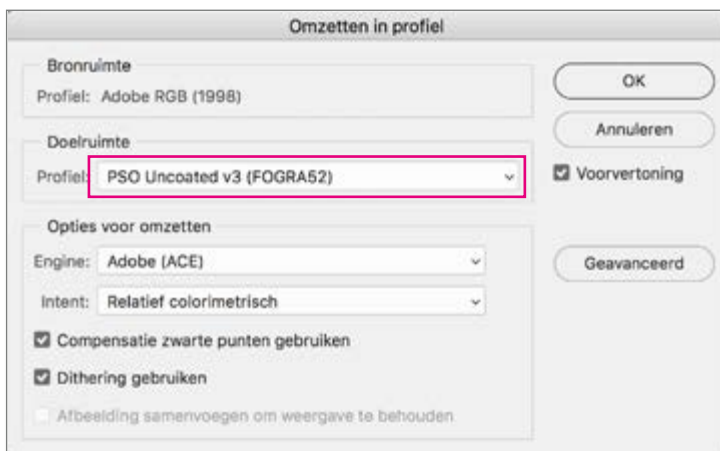 Omzetten in profiel
Bronruimte
Profiel: Adobe RGB (1998)
Doelruimte
Profiel: PSO Uncoated v3 (FOGRA52)
Opties voor omzetten
Engine: Adobe (ACE)
Intent: Relatief colorimetrisch
Compensatie zwarte punten gebruiken
Dithering gebruiken
Afbeelding samenvoegen om weergave te behouden
OK
Annuleren
Voorvertoning
Geavanceerd